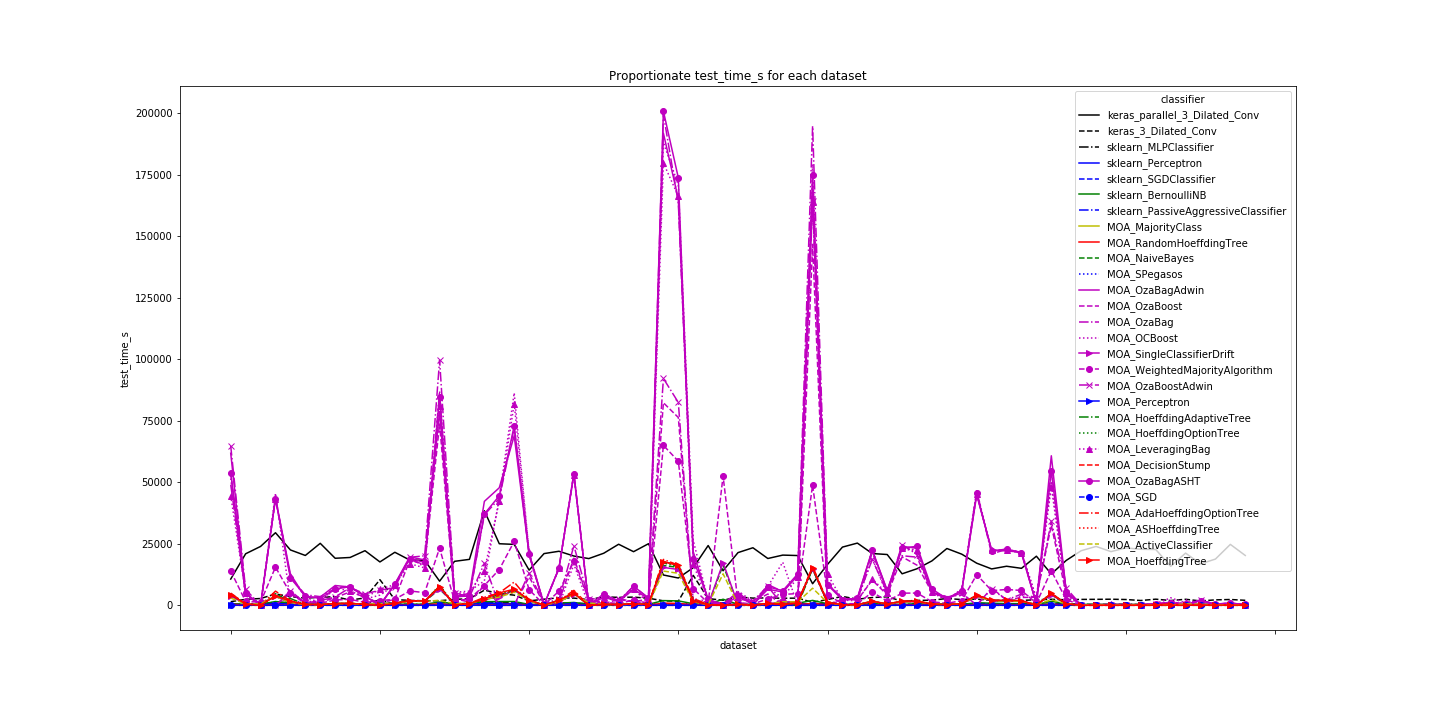 Proportionate test_time_s for each dataset
200000
175000
150000
125000
100000
75000
50000
25000
0
test_time_s
dataset
classifier
keras_parallel_3_Dilated_Conv
keras_3_Dilated_Conv
sklearn_MLPClassifier
sklearn_Perceptron
sklearn_SGDClassifier
sklearn_BernoulliNB
sklearn_PassiveAggressiveClassifier
MOA_MajorityClass
MOA_RandomHoeffdingTree
MOA_NaiveBayes
MOA_SPegasos
MOA_OzaBagAdwin
MOA_OzaBoost
MOA_OzaBag
MOA_OCBoost
MOA_SingleClassifierDrift
MOA_WeightedMajorityAlgorithm
MOA_OzaBoostAdwin
MOA_Perceptron
MOA_HoeffdingAdaptiveTree
MOA_HoeffdingOptionTree
MOA_LeveragingBag
MOA_DecisionStump
MOA_OzaBagASHT
MOA_SGD
MOA_AdaHoeffdingOptionTree
MOA_ASHoeffdingTree
MOA_ActiveClassifier
MOA_HoeffdingTree